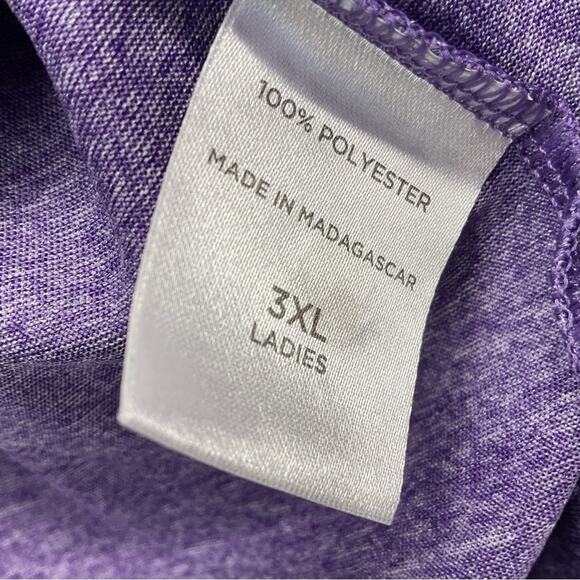 100% POLYESTER
MADE IN MADAGASCAR
3XL
LADIES